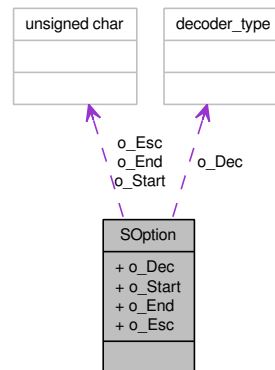 unsigned char
decoder_type
o_Esc
o_End
o_Start
o_Dec
SOption
+ o_Dec
+ o_Start
+ o_End
+ o_Esc